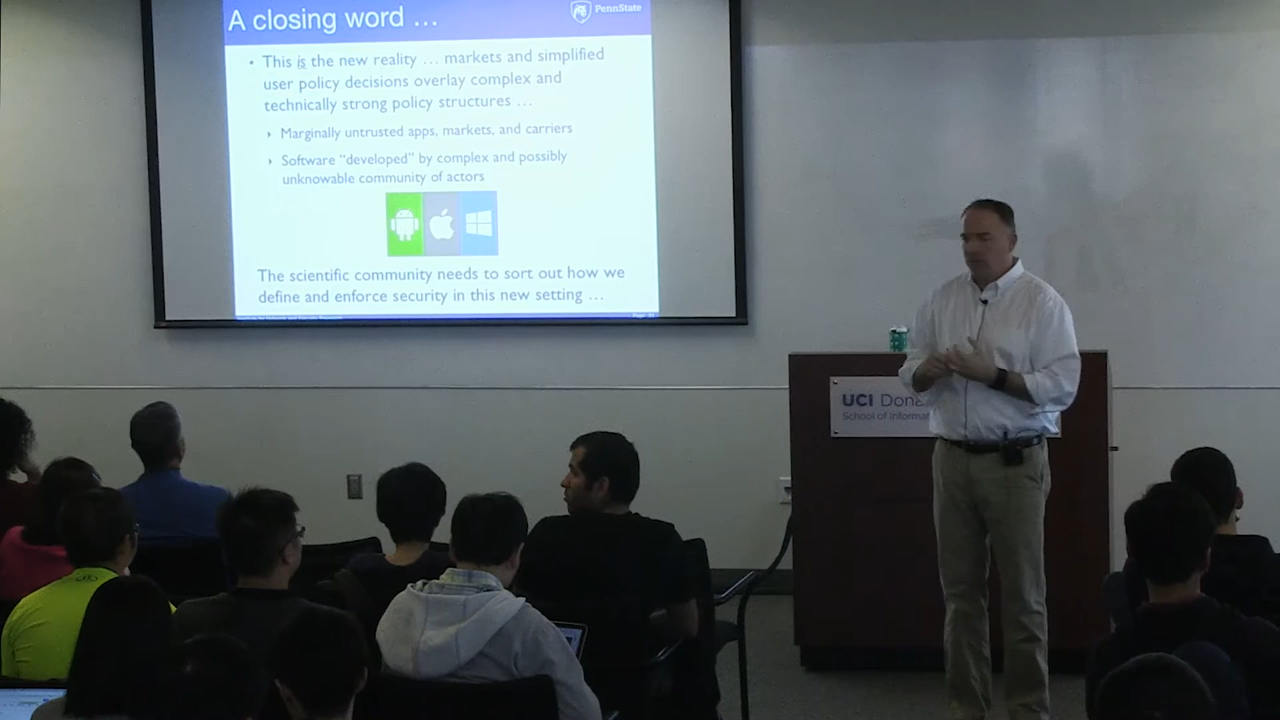 A closing word …
PennState
• This is the new reality … markets and simplified
user policy decisions overlay complex and
technically strong policy structures …
Marginally untrusted apps, markets, and carriers
Software “developed” by complex and possibly
unknowable community of actors
The scientific community needs to sort out how we
define and enforce security in this new setting …
UCI Dona
School of Informat